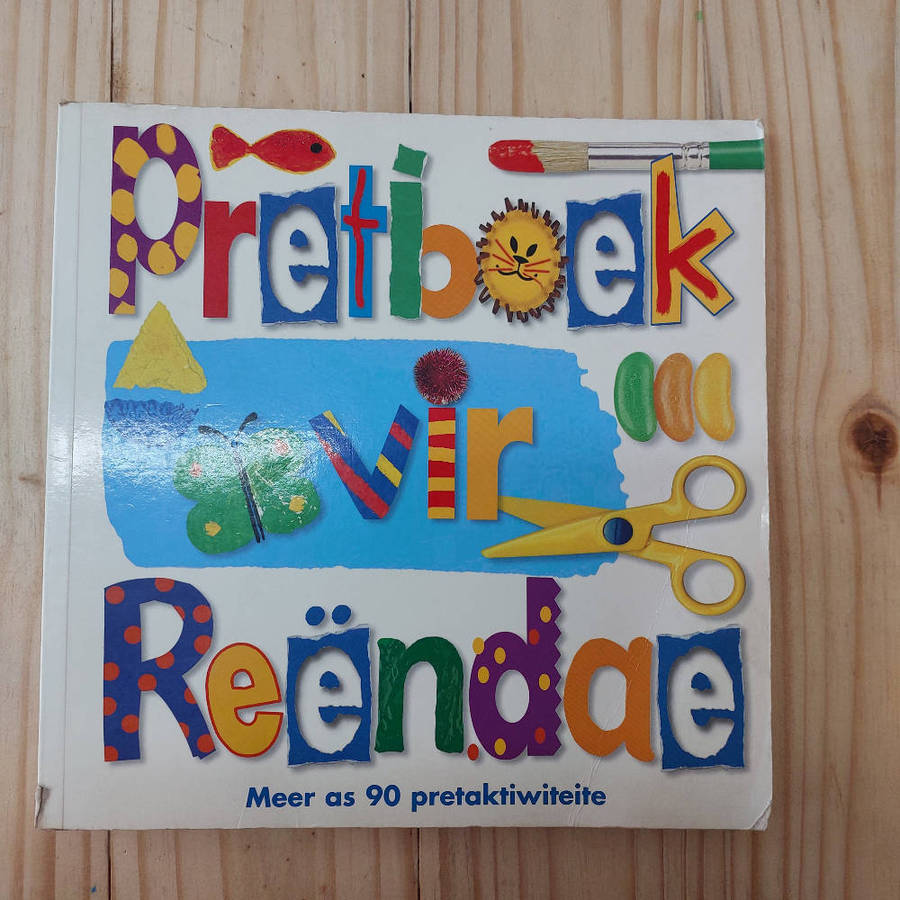 Pretboek
vir
Reëndae
Meer as 90 pretaktiwiteite